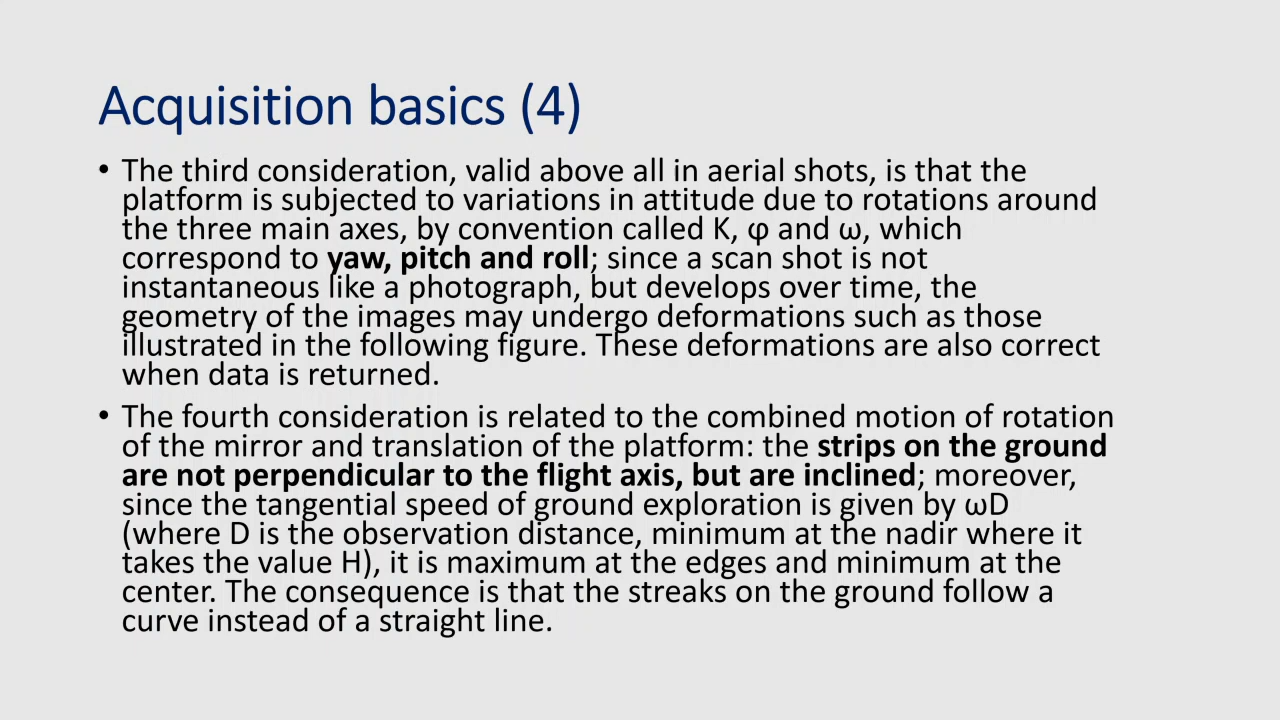 Acquisition basics (4)
• The third consideration, valid above all in aerial shots, is that the
platform is subjected to variations in attitude due to rotations around
the three main axes, by convention called K, φ and ω, which
correspond to yaw, pitch and roll; since a scan shot is not
instantaneous like a photograph, but develops over time, the
geometry of the images may undergo deformations such as those
illustrated in the following figure. These deformations are also correct
when data is returned.
• The fourth consideration is related to the combined motion of rotation
of the mirror and translation of the platform: the strips on the ground
are not perpendicular to the flight axis, but are inclined; moreover,
since the tangential speed of ground exploration is given by ωD
(where D is the observation distance, minimum at the nadir where it
takes the value H), it is maximum at the edges and minimum at the
center. The consequence is that the streaks on the ground follow a
curve instead of a straight line.